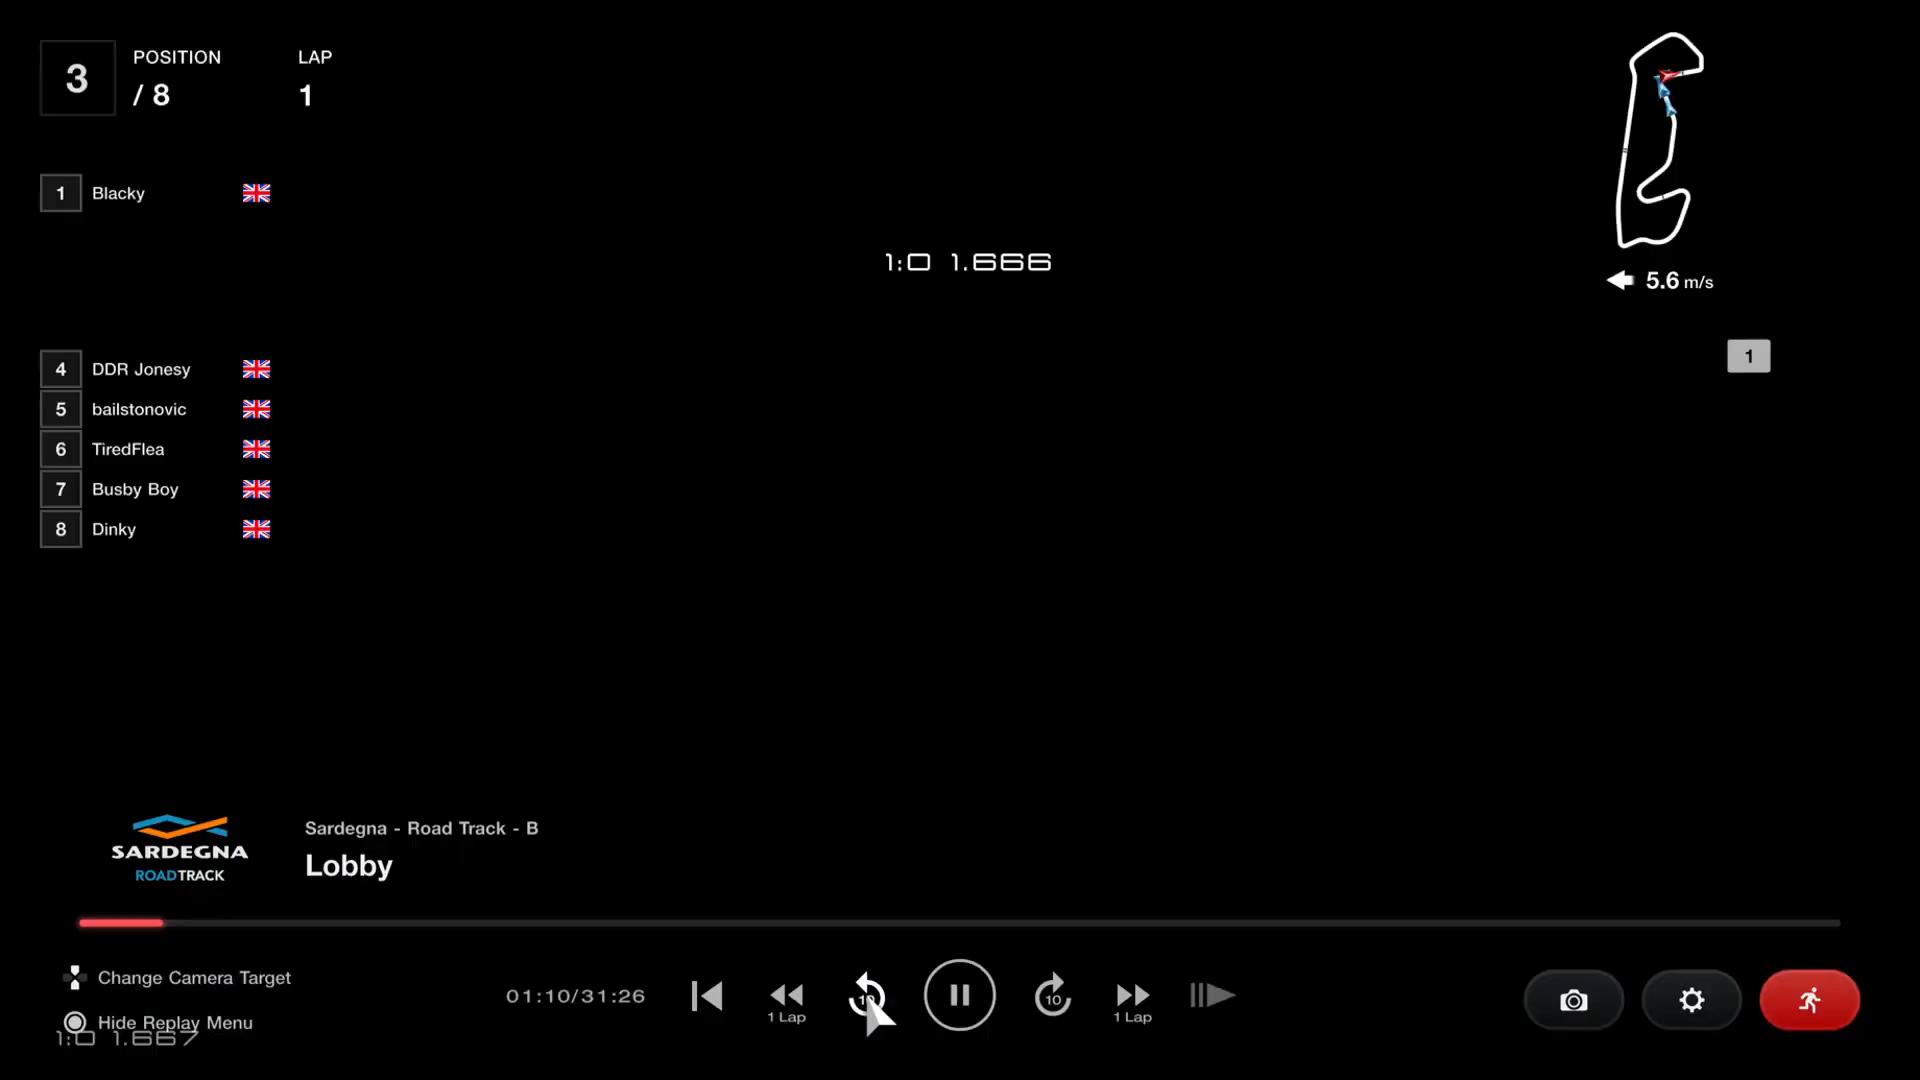 3
POSITION
/ 8
LAP
1
1 Blacky
1:0 1.666
5.6 m/s
1
4 DDR Jonesy
5 bailstonovic
6 TiredFlea
7 Busby Boy
8 Dinky
SARDEGNA
ROADTRACK
Sardegna - Road Track - B
Lobby
Change Camera Target
Hide Replay Menu
1:0 1.667
01:10/31:26
1 Lap
10
10
1 Lap